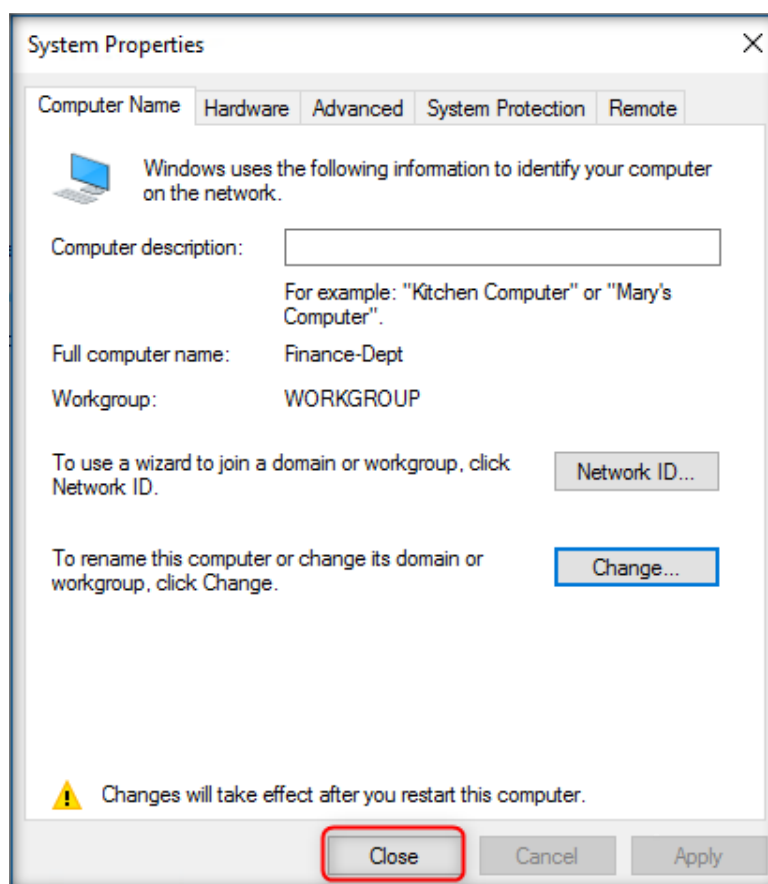 System Properties
Computer Name Hardware Advanced System Protection Remote
Windows uses the following information to identify your computer
on the network.
Computer description:
For example: "Kitchen Computer" or "Mary's
Computer".
Full computer name: Finance-Dept
Workgroup: WORKGROUP
To use a wizard to join a domain or workgroup, click
Network ID.
Network ID...
To rename this computer or change its domain or
workgroup, click Change.
Change...
Changes will take effect after you restart this computer.
Close Cancel Apply